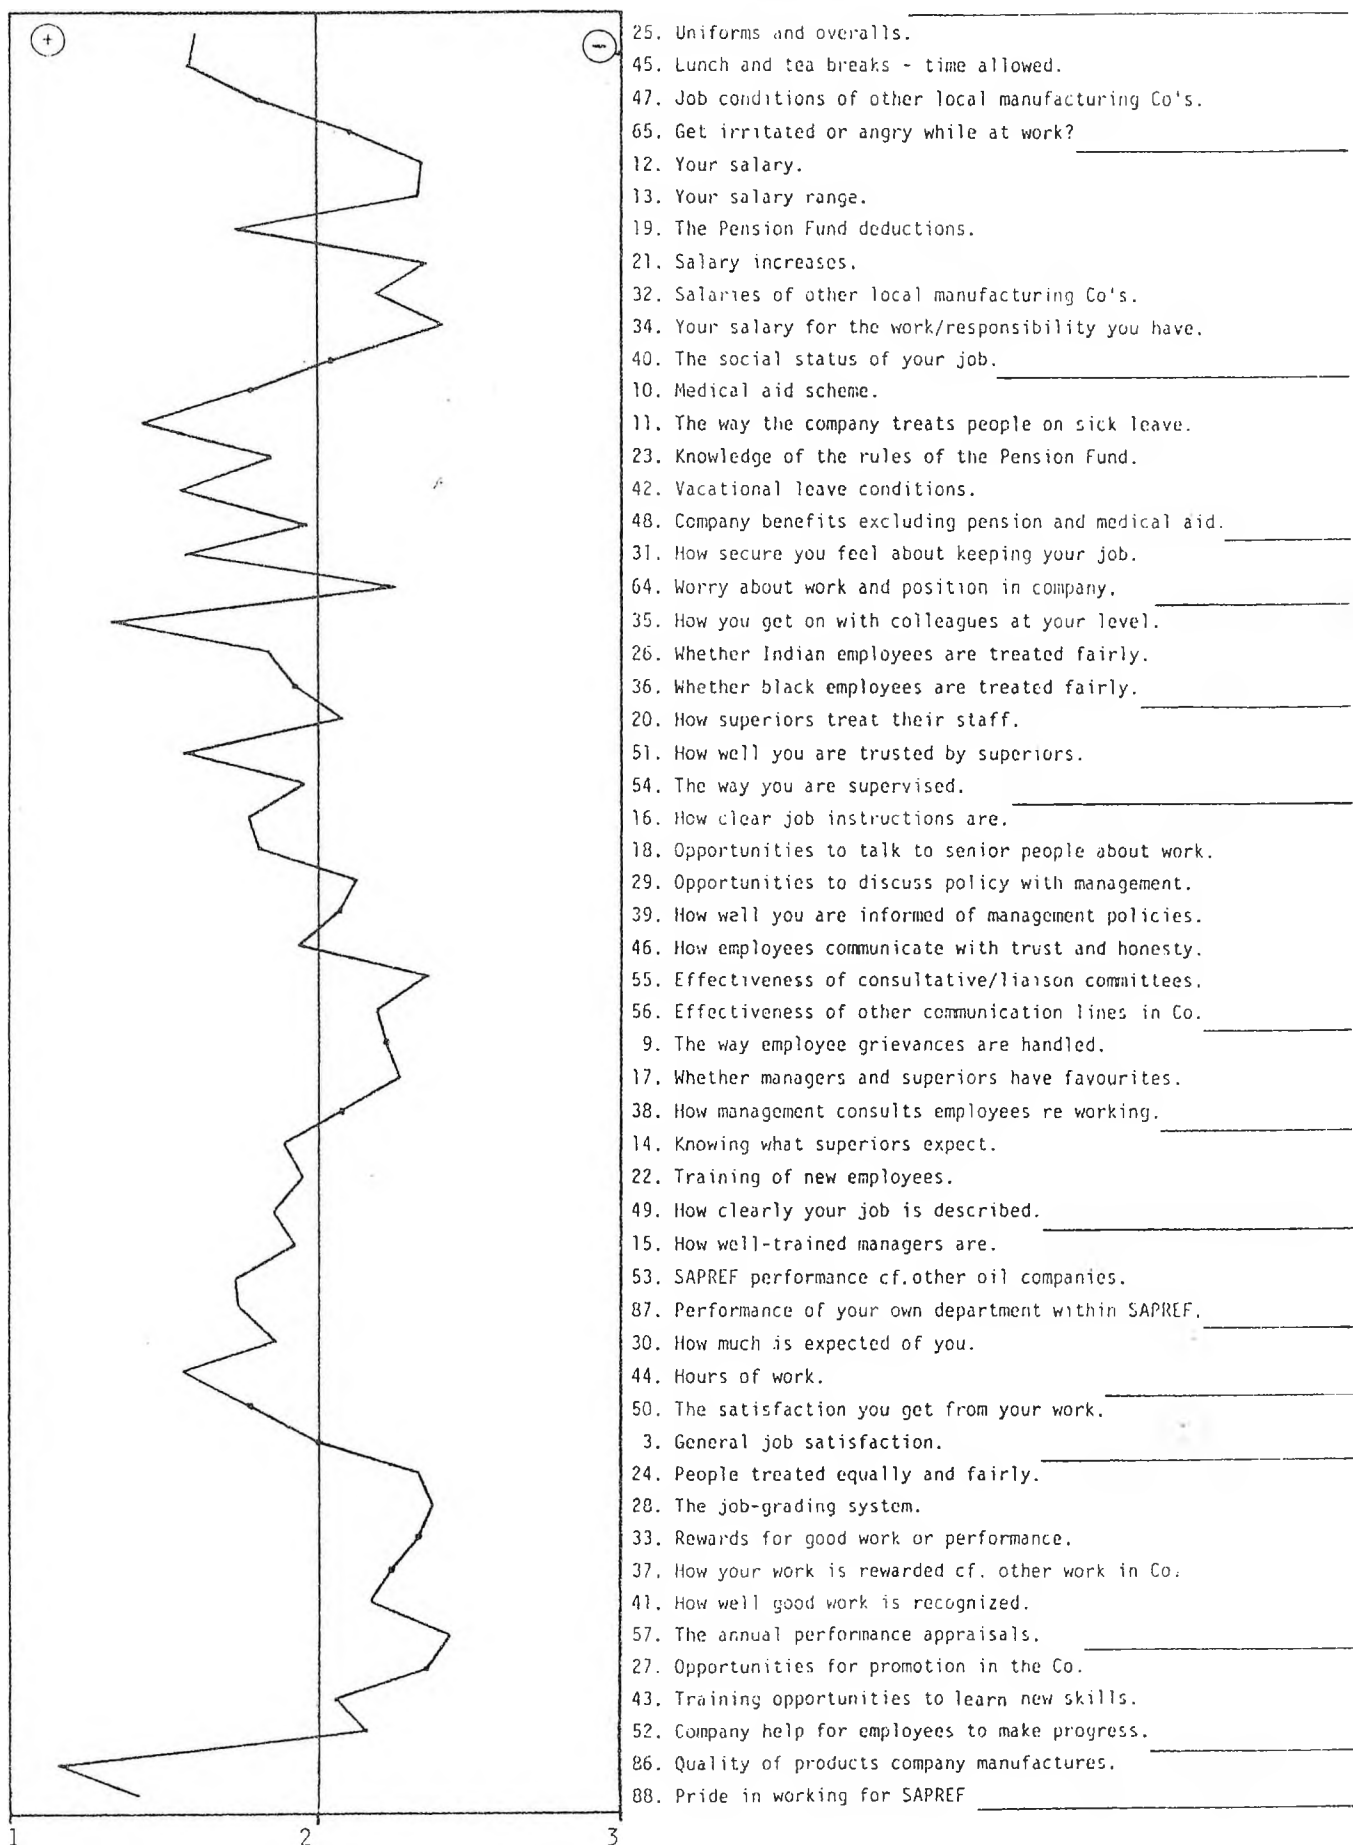 +
−
25. Uniforms and overalls.
45. Lunch and tea breaks - time allowed.
47. Job conditions of other local manufacturing Co's.
65. Get irritated or angry while at work?
12. Your salary.
13. Your salary range.
19. The Pension Fund deductions.
21. Salary increases.
32. Salaries of other local manufacturing Co's.
34. Your salary for the work/responsibility you have.
40. The social status of your job.
10. Medical aid scheme.
11. The way the company treats people on sick leave.
23. Knowledge of the rules of the Pension Fund.
42. Vacational leave conditions.
48. Company benefits excluding pension and medical aid.
31. How secure you feel about keeping your job.
64. Worry about work and position in company.
35. How you get on with colleagues at your level.
26. Whether Indian employees are treated fairly.
36. Whether black employees are treated fairly.
20. How superiors treat their staff.
51. How well you are trusted by superiors.
54. The way you are supervised.
16. How clear job instructions are.
18. Opportunities to talk to senior people about work.
29. Opportunities to discuss policy with management.
39. How well you are informed of management policies.
46. How employees communicate with trust and honesty.
55. Effectiveness of consultative/liaison committees.
56. Effectiveness of other communication lines in Co.
9. The way employee grievances are handled.
17. Whether managers and superiors have favourites.
38. How management consults employees re working.
14. Knowing what superiors expect.
22. Training of new employees.
49. How clearly your job is described.
15. How well-trained managers are.
53. SAPREF performance cf.other oil companies.
87. Performance of your own department within SAPREF.
30. How much is expected of you.
44. Hours of work.
50. The satisfaction you get from your work.
3. General job satisfaction.
24. People treated equally and fairly.
28. The job-grading system.
33. Rewards for good work or performance.
37. How your work is rewarded cf. other work in Co.
41. How well good work is recognized.
57. The annual performance appraisals.
27. Opportunities for promotion in the Co.
43. Training opportunities to learn new skills.
52. Company help for employees to make progress.
86. Quality of products company manufactures.
88. Pride in working for SAPREF
1 2 3